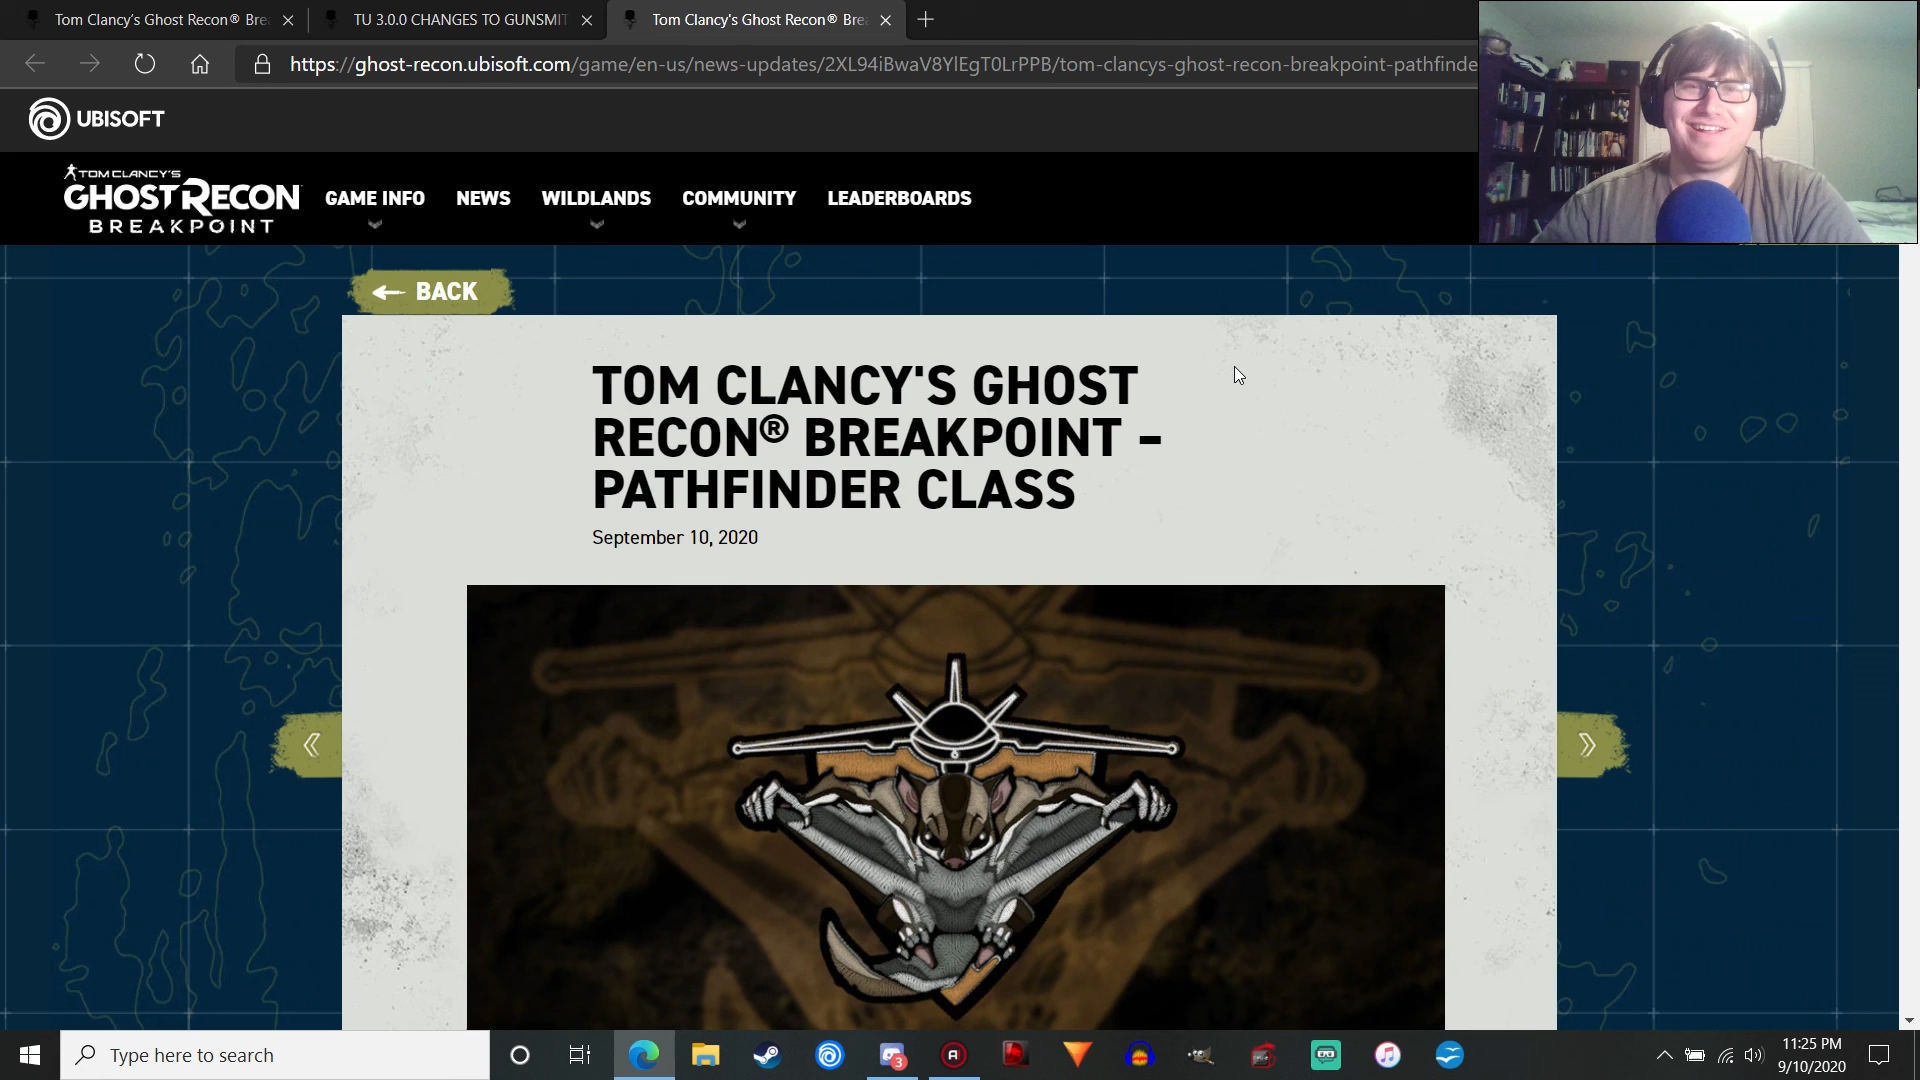 Tom Clancy's Ghost Recon® Bre
TU 3.0.0 CHANGES TO GUNSMIT
Tom Clancy's Ghost Recon® Bre
https://ghost-recon.ubisoft.com/game/en-us/news-updates/2XL94iBwaV8YlEgT0LrPPB/tom-clancys-ghost-recon-breakpoint-pathfinde
UBISOFT
TOM CLANCY'S
GHOST RECON
BREAKPOINT
GAME INFO
NEWS
WILDLANDS
COMMUNITY
LEADERBOARDS
BACK
TOM CLANCY'S GHOST
RECON® BREAKPOINT –
PATHFINDER CLASS
September 10, 2020
Type here to search
3
11:25 PM
9/10/2020